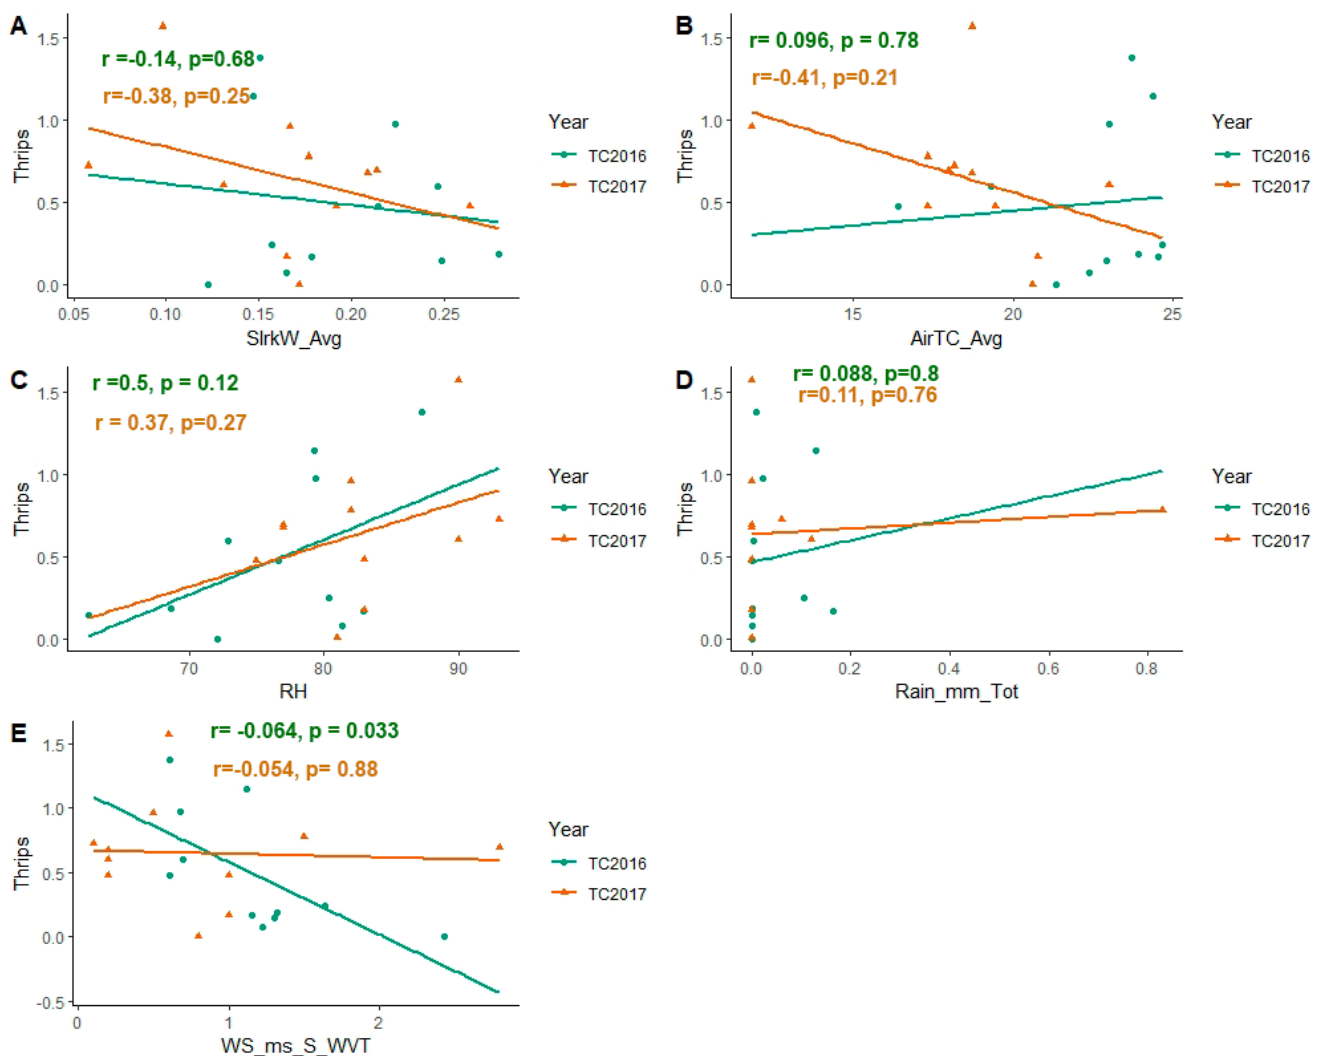 A
r =-0.14, p=0.68
r=-0.38, p=0.25
Thrips
1.5
1.0
0.5
0.0
0.05 0.10 0.15 0.20 0.25
SlrkW_Avg
Year
TC2016
TC2017
B
r= 0.096, p = 0.78
r=-0.41, p=0.21
Thrips
1.5
1.0
0.5
0.0
15 20 25
AirTC_Avg
Year
TC2016
TC2017
C
r =0.5, p = 0.12
r = 0.37, p=0.27
Thrips
1.5
1.0
0.5
0.0
70 80 90
RH
Year
TC2016
TC2017
D
r= 0.088, p=0.8
r=0.11, p=0.76
Thrips
1.5
1.0
0.5
0.0
0.0 0.2 0.4 0.6 0.8
Rain_mm_Tot
Year
TC2016
TC2017
E
r= -0.064, p = 0.033
r=-0.054, p= 0.88
Thrips
1.5
1.0
0.5
0.0
-0.5
0 1 2
WS_ms_S_WVT
Year
TC2016
TC2017